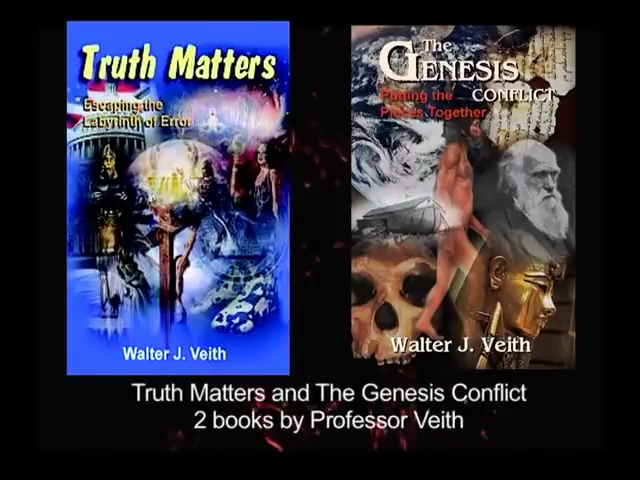 Truth Matters
Escaping the
Labyrinth of Error
Walter J. Veith
The
GENESIS
CONFLICT
Putting the
Pieces Together
Walter J. Veith
Truth Matters and The Genesis Conflict
2 books by Professor Veith